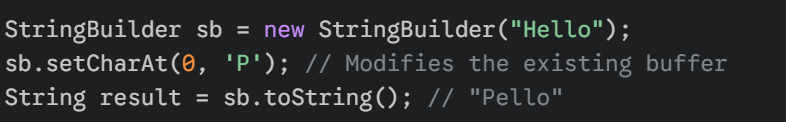 StringBuilder sb = new StringBuilder("Hello");
sb.setCharAt(0, 'P'); // Modifies the existing buffer
String result = sb.toString(); // "Pello"